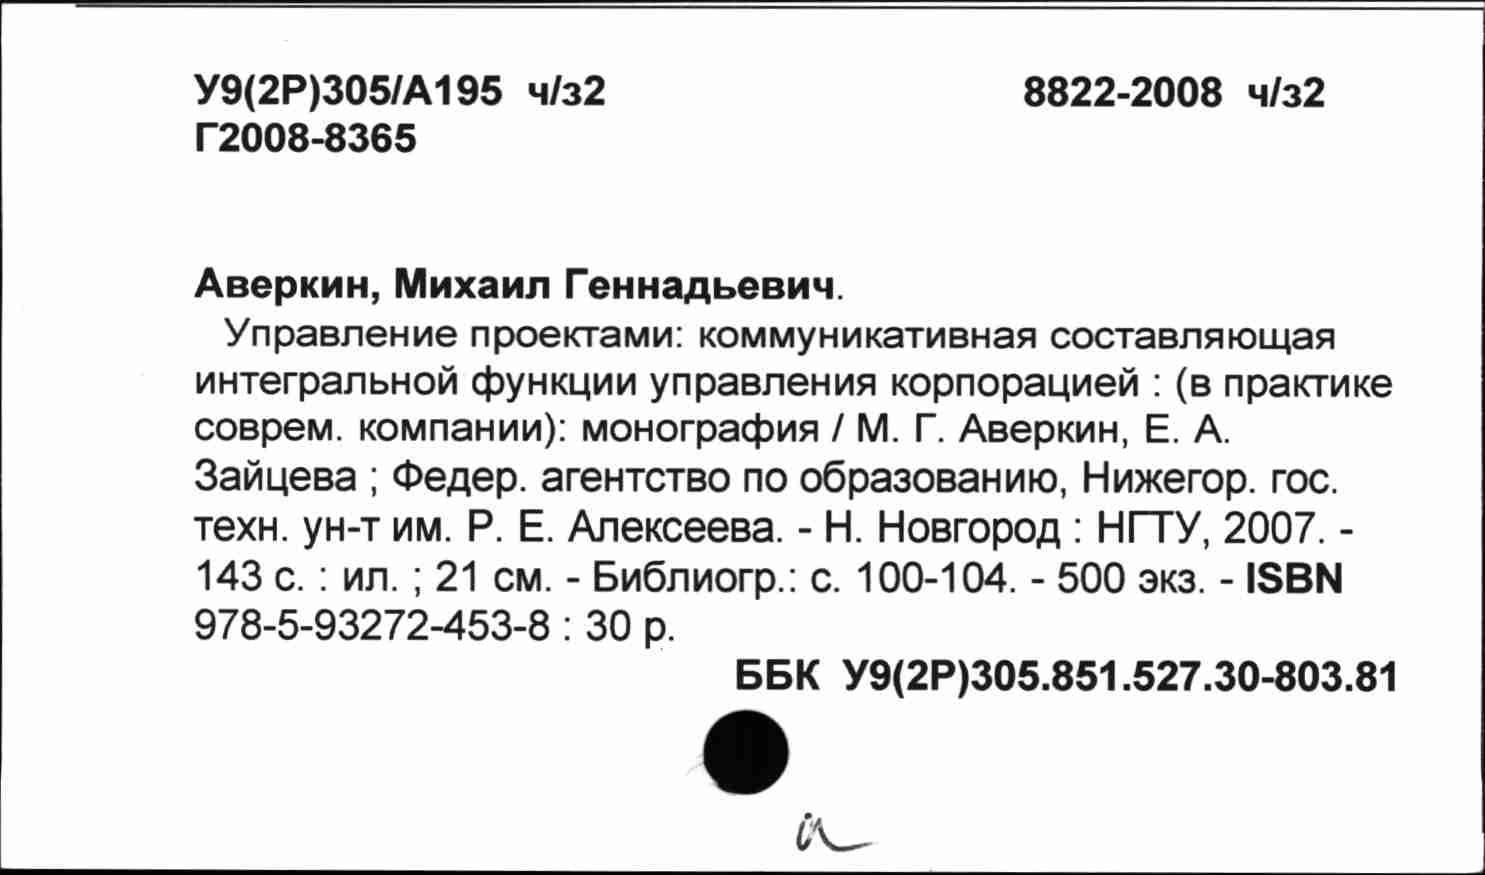 У9(2Р)305/А195 ч/з2 8822-2008 ч/з2
Г2008-8365
Аверкин, Михаил Геннадьевич.
Управление проектами: коммуникативная составляющая
интегральной функции управления корпорацией : (в практике
соврем. компании): монография / М. Г. Аверкин, Е. А.
Зайцева ; Федер. агентство по образованию, Нижегор. гос.
техн. ун-т им. Р. Е. Алексеева. - Н. Новгород : НГТУ, 2007. -
143 с. : ил. ; 21 см. - Библиогр.: с. 100-104. - 500 экз. - ISBN
978-5-93272-453-8 : 30 р.
ББК У9(2Р)305.851.527.30-803.81